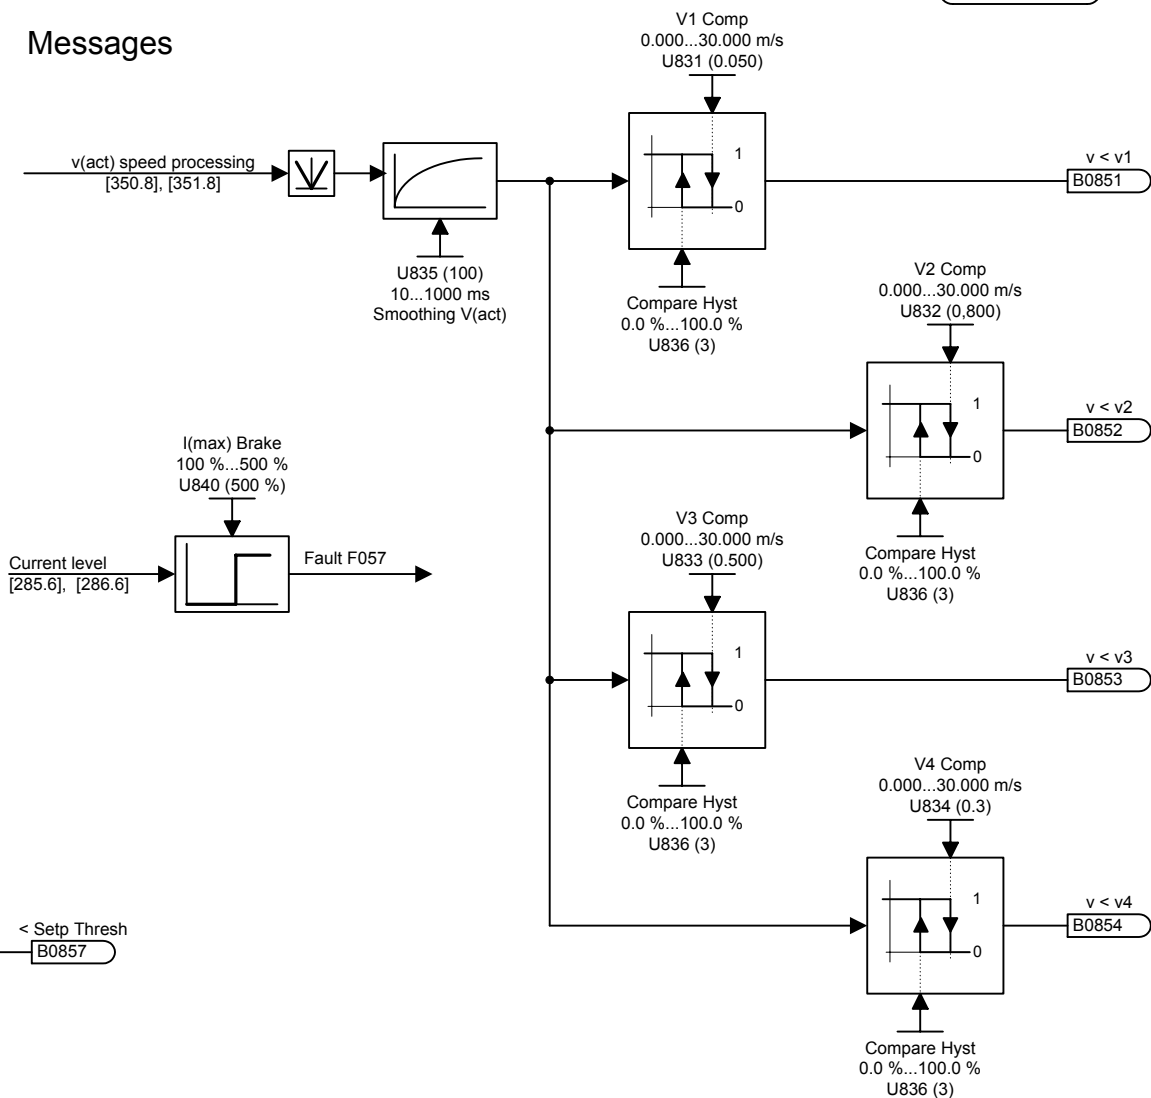 Messages
V1 Comp
0.000...30.000 m/s
U831 (0.050)
v(act) speed processing
[350.8], [351.8]
1
0
v < v1
B0851
U835 (100)
10...1000 ms
Smoothing V(act)
Compare Hyst
0.0 %...100.0 %
U836 (3)
V2 Comp
0.000...30.000 m/s
U832 (0,800)
1
0
v < v2
B0852
I(max) Brake
100 %...500 %
U840 (500 %)
Current level
[285.6], [286.6]
Fault F057
Compare Hyst
0.0 %...100.0 %
U836 (3)
V3 Comp
0.000...30.000 m/s
U833 (0.500)
1
0
v < v3
B0853
Compare Hyst
0.0 %...100.0 %
U836 (3)
V4 Comp
0.000...30.000 m/s
U834 (0.3)
1
0
v < v4
B0854
< Setp Thresh
B0857
Compare Hyst
0.0 %...100.0 %
U836 (3)